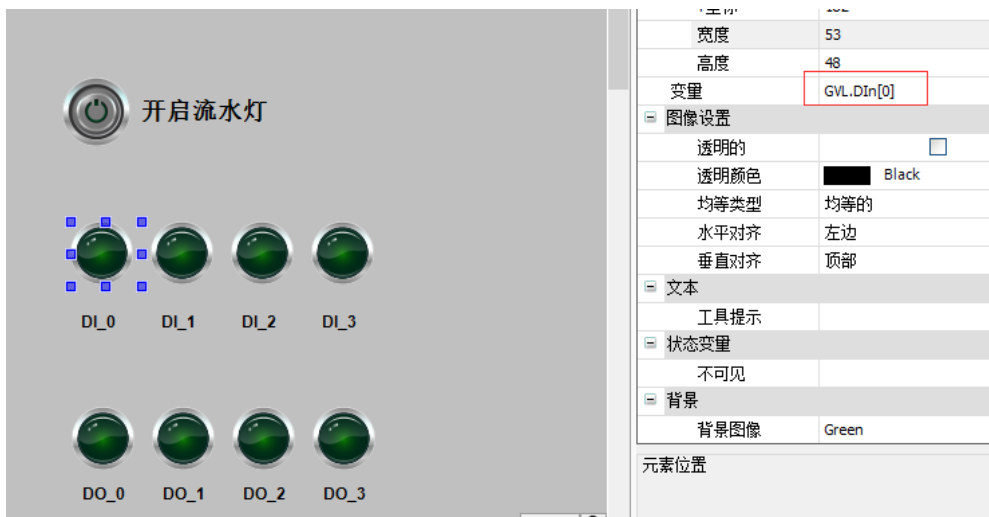 开启流水灯
DI_0 DI_1 DI_2 DI_3
DO_0 DO_1 DO_2 DO_3
宽度 53
高度 48
变量 GVL.DIn[0]
图像设置
透明的
透明颜色 Black
均等类型 均等的
水平对齐 左边
垂直对齐 顶部
文本
工具提示
状态变量
不可见
背景
背景图像 Green
元素位置